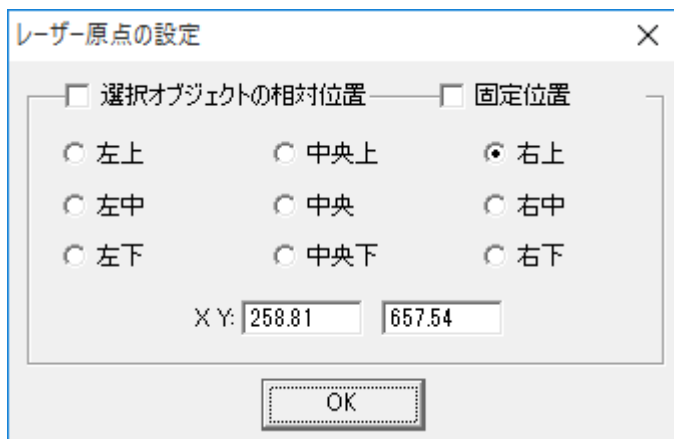 レーザー原点の設定
選択オブジェクトの相対位置 固定位置
左上 中央上 右上
左中 中央 右中
左下 中央下 右下
X Y: 258.81 657.54
OK